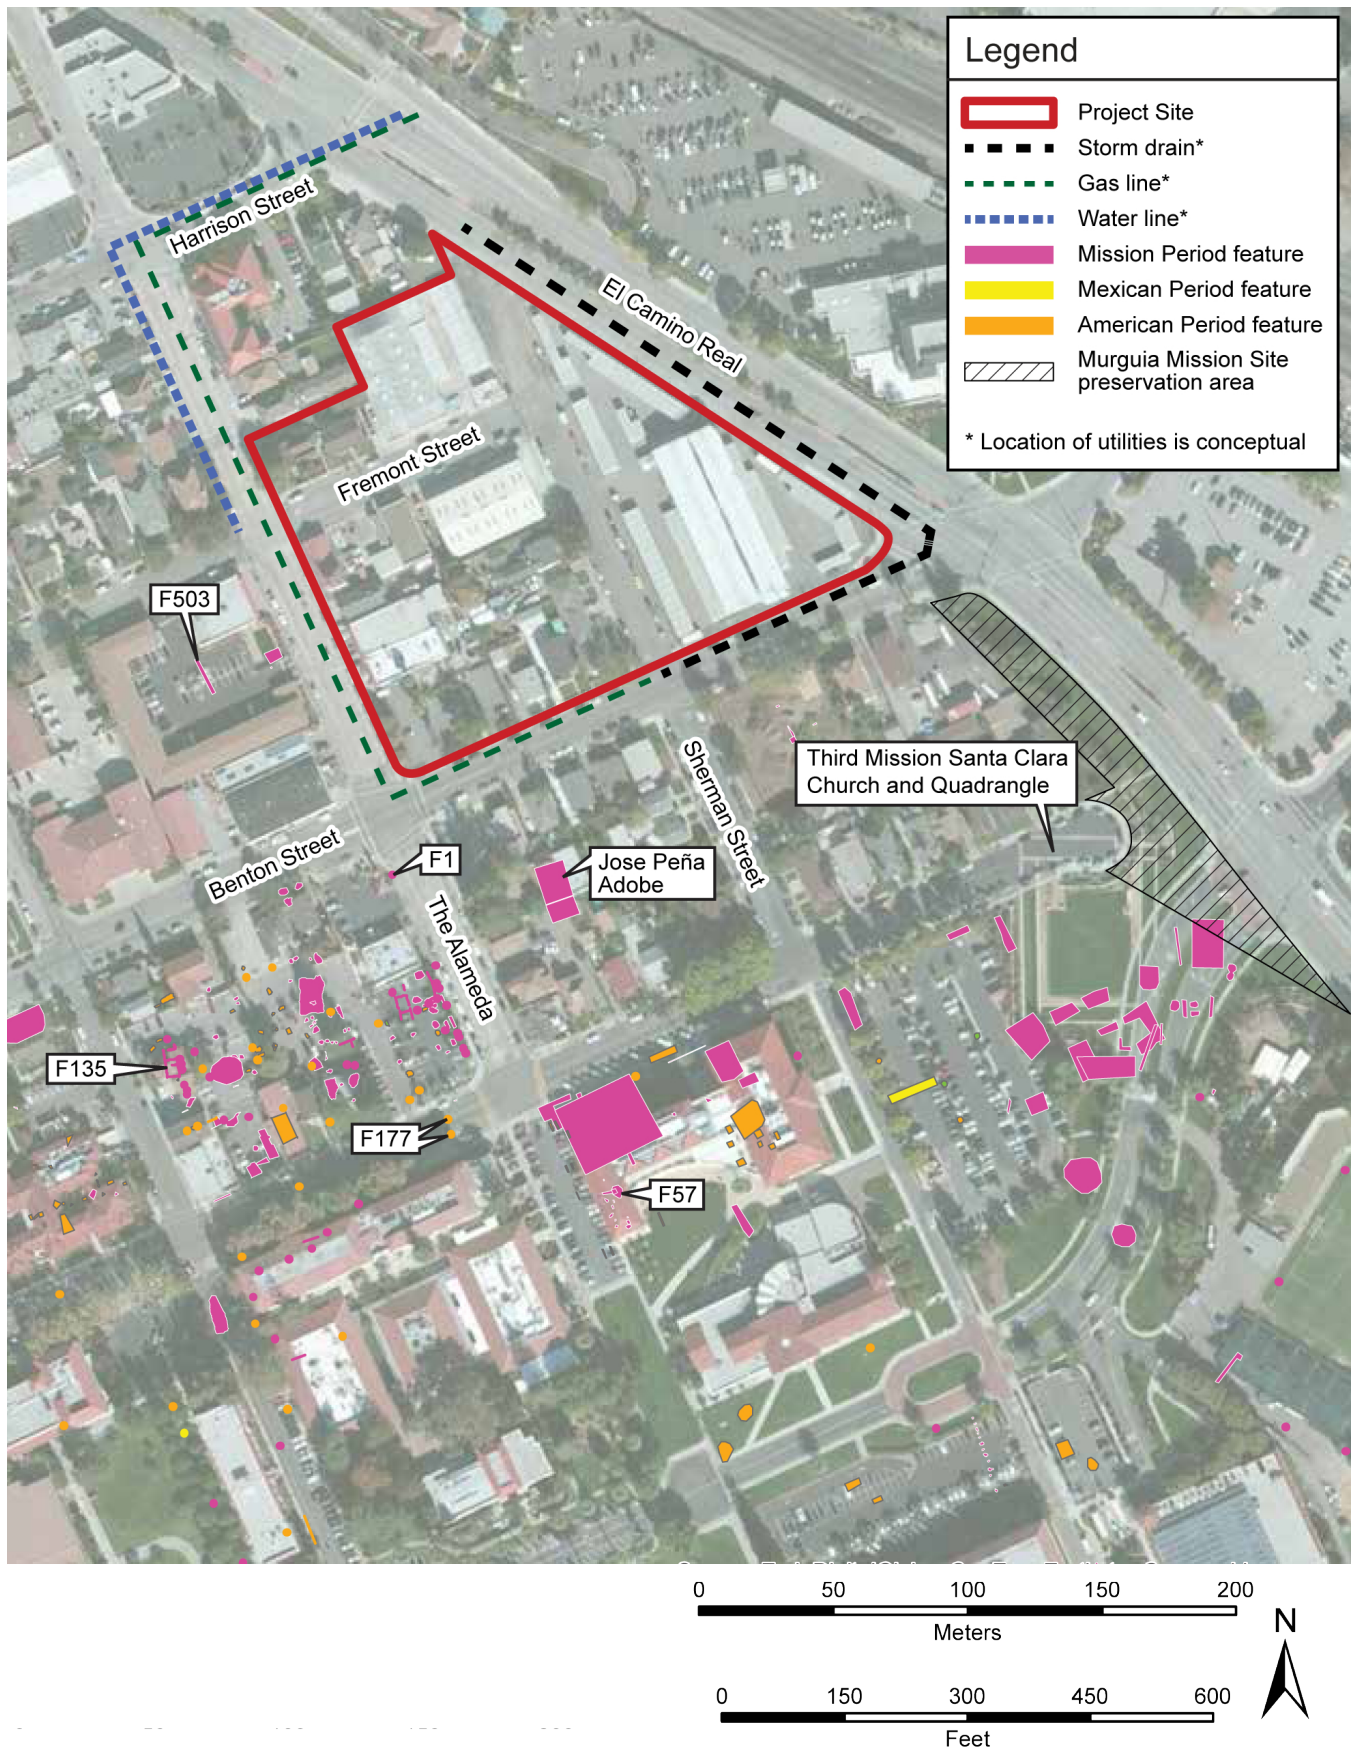 Legend
Project Site
Storm drain*
Gas line*
Water line*
Mission Period feature
Mexican Period feature
American Period feature
Murguia Mission Site
preservation area
* Location of utilities is conceptual
Harrison Street
El Camino Real
Fremont Street
F503
Sherman Street
Third Mission Santa Clara
Church and Quadrangle
Benton Street
F1
Jose Peña
Adobe
The Alameda
F135
F177
F57
0 50 100 150 200
Meters
N
0 150 300 450 600
Feet